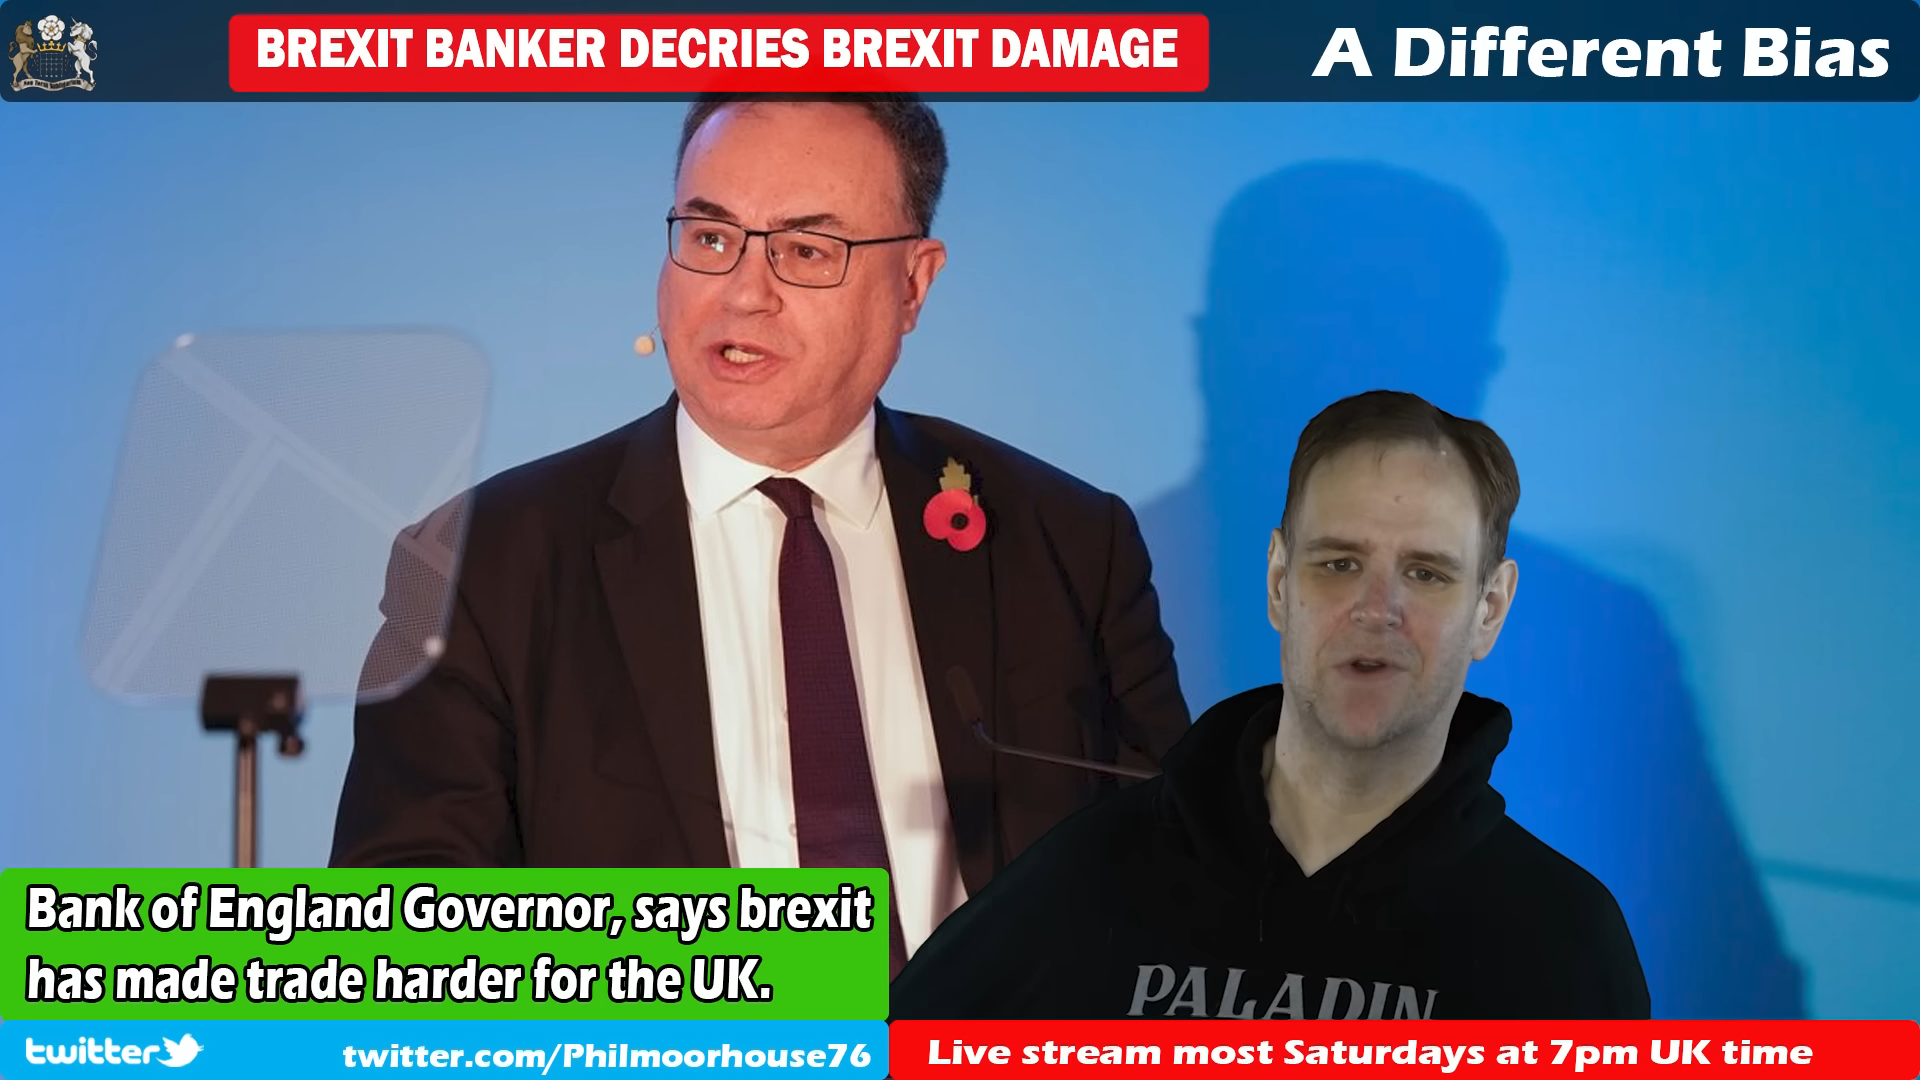 BREXIT BANKER DECRIES BREXIT DAMAGE
A Different Bias
PALADIN
Bank of England Governor, says brexit
has made trade harder for the UK.
twitter
twitter.com/Philmoorhouse76
Live stream most Saturdays at 7pm UK time